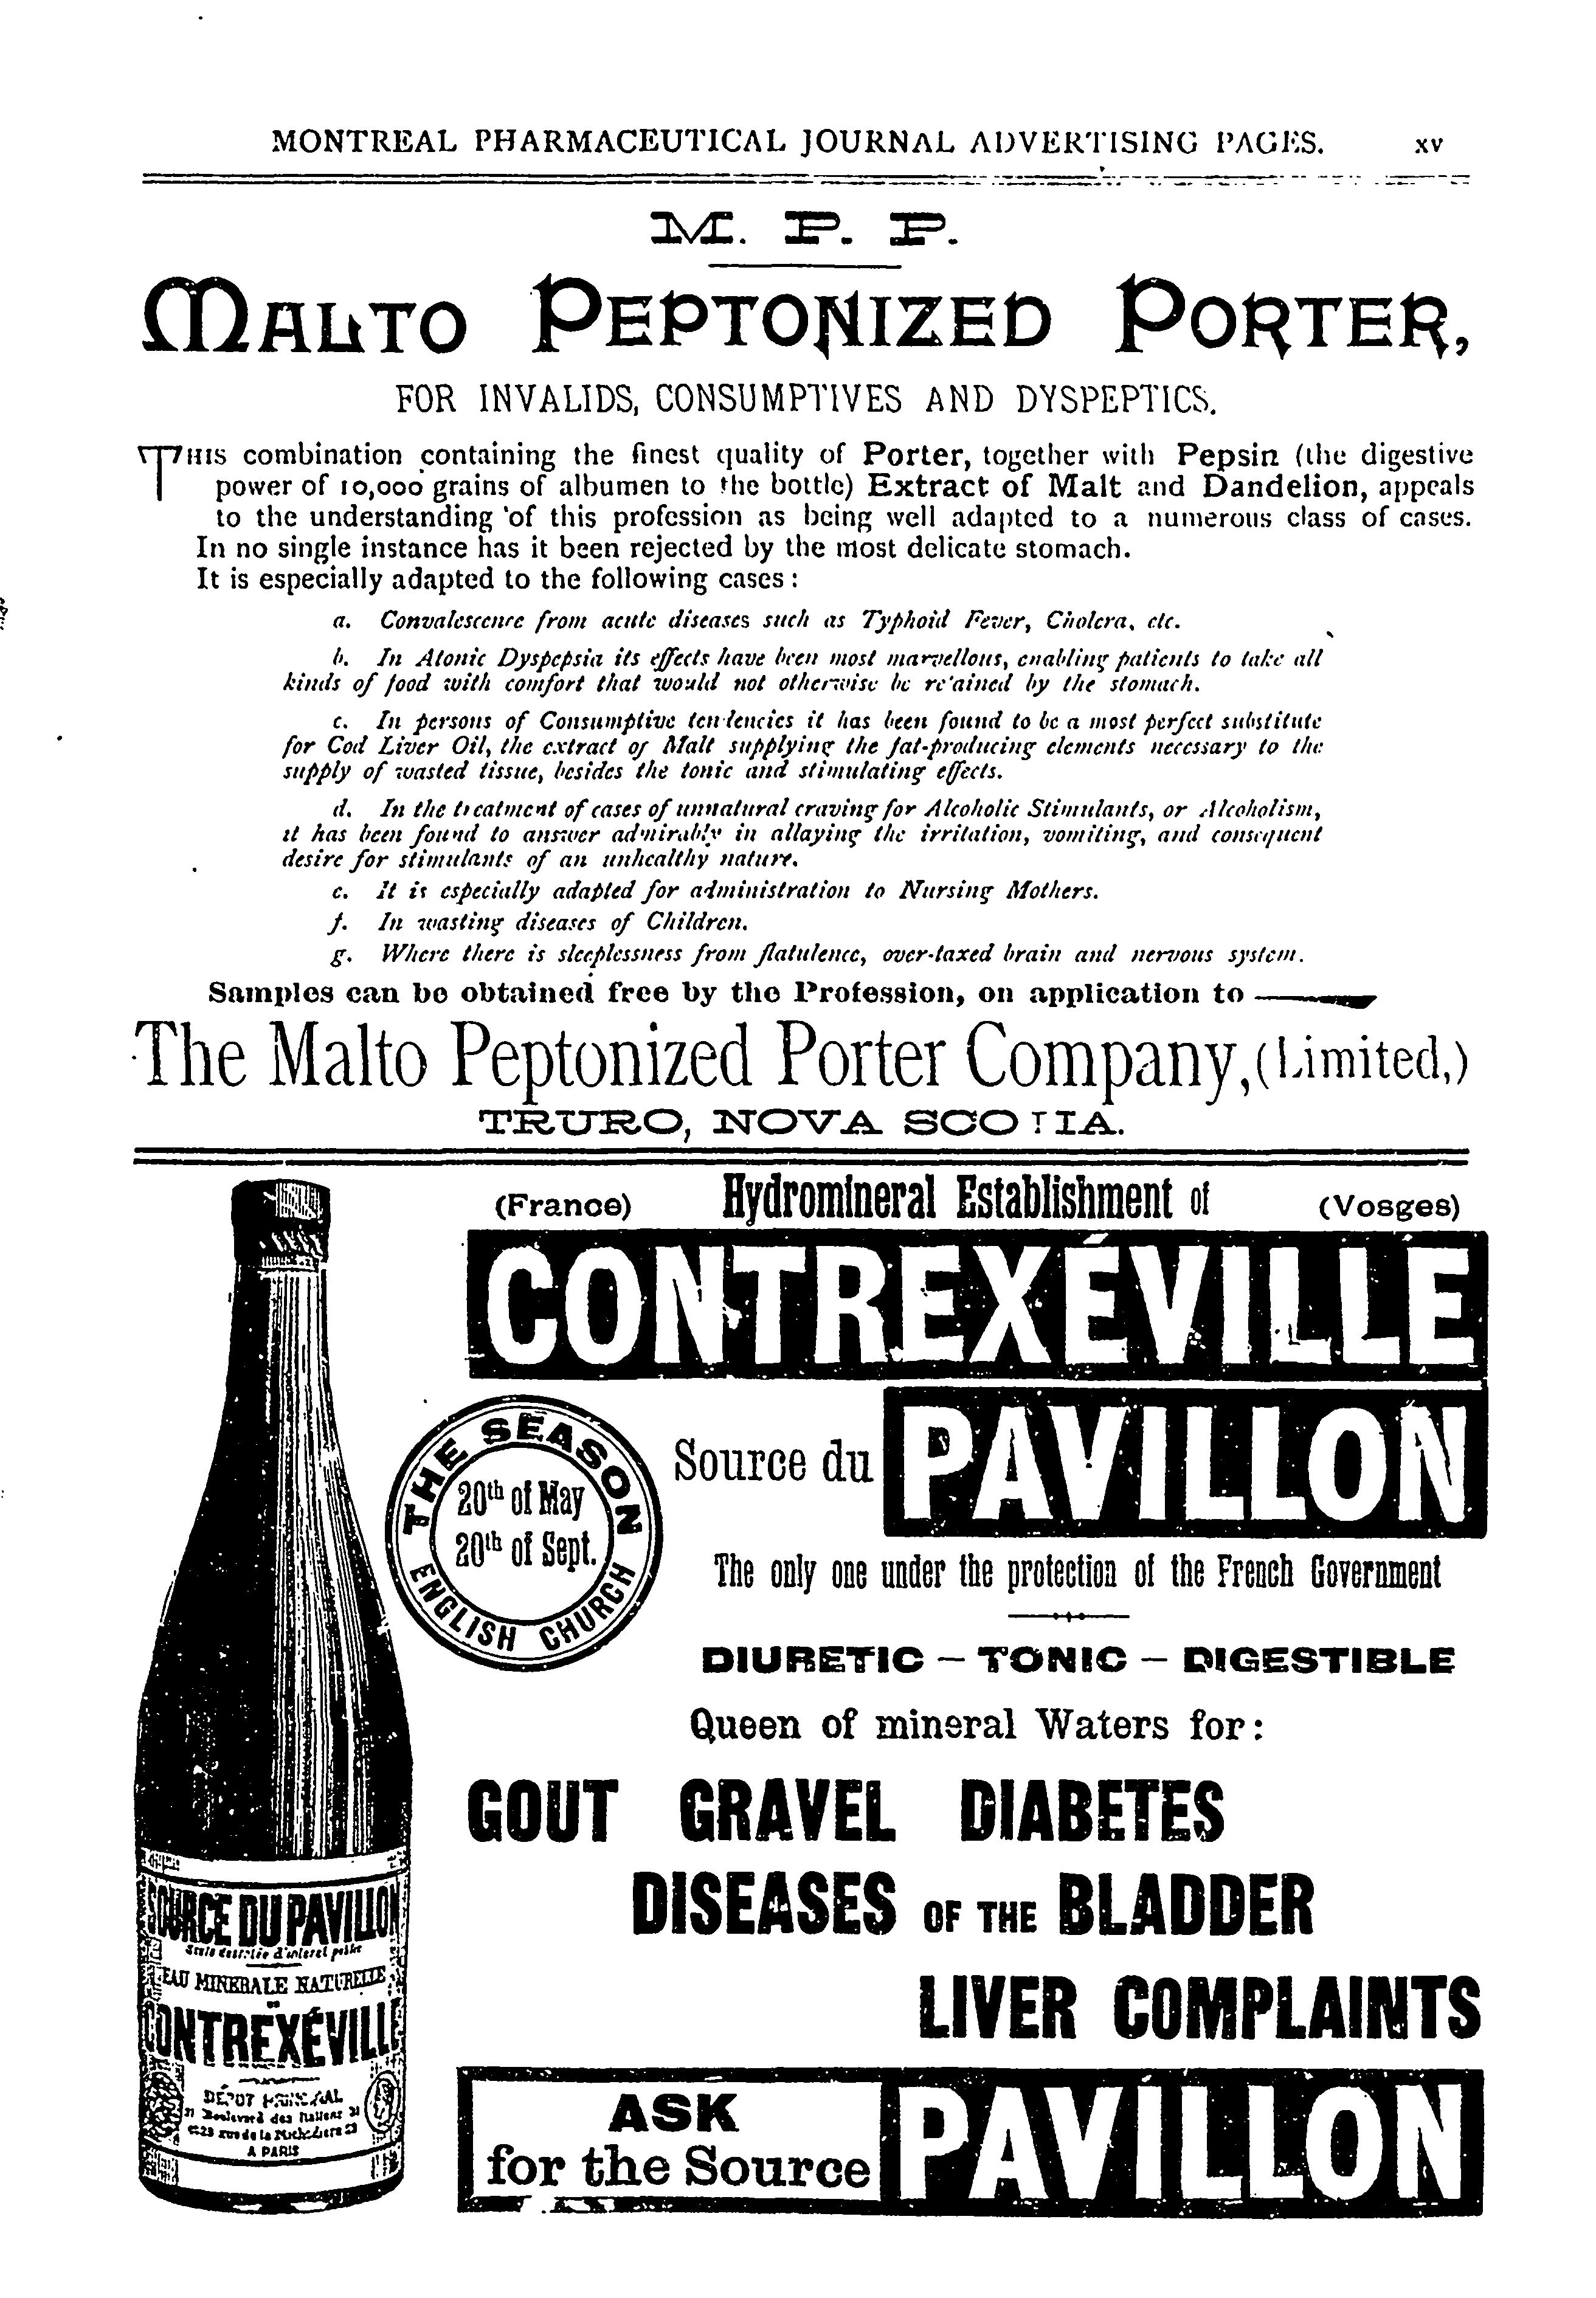 MONTREAL PHARMACEUTICAL JOURNAL ADVERTISING PAGES. xv
M. P. P.
MALTO PEPTONIZED PORTER,
FOR INVALIDS, CONSUMPTIVES AND DYSPEPTICS.
THIS combination containing the finest quality of Porter, together with Pepsin (the digestive
power of 10,000 grains of albumen to the bottle) Extract of Malt and Dandelion, appeals
to the understanding of this profession as being well adapted to a numerous class of cases.
In no single instance has it been rejected by the most delicate stomach.
It is especially adapted to the following cases:
a. Convalescence from acute diseases such as Typhoid Fever, Cholera, etc.
b. In Atonic Dyspepsia its effects have been most marvellous, enabling patients to take all
kinds of food with comfort that would not otherwise be retained by the stomach.
c. In persons of Consumptive tendencies it has been found to be a most perfect substitute
for Cod Liver Oil, the extract of Malt supplying the fat-producing elements necessary to the
supply of wasted tissue, besides the tonic and stimulating effects.
d. In the treatment of cases of unnatural craving for Alcoholic Stimulants, or Alcoholism,
it has been found to answer admirably in allaying the irritation, vomiting, and consequent
desire for stimulants of an unhealthy nature.
e. It is especially adapted for administration to Nursing Mothers.
f. In wasting diseases of Children.
g. Where there is sleeplessness from flatulence, over-taxed brain and nervous system.
Samples can be obtained free by the Profession, on application to
The Malto Peptonized Porter Company, (Limited,)
TRURO, NOVA SCOTIA.
(France) Hydromineral Establishment of (Vosges)
CONTREXÉVILLE
Source du PAVILLON
THE SEASON
20th of May
20th of Sept.
ENGLISH CHURCH
The only one under the protection of the French Government
DIURETIC – TONIC – DIGESTIBLE
Queen of mineral Waters for:
GOUT GRAVEL DIABETES
DISEASES OF THE BLADDER
LIVER COMPLAINTS
ASK
for the Source PAVILLON
SOURCE DU PAVILLON
d'interet
EAU MINERALE NATURELLE
CONTREXÉVILLE
DÉPOT
31 Boulevard des Italiens 31
rue de la 23
A PARIS